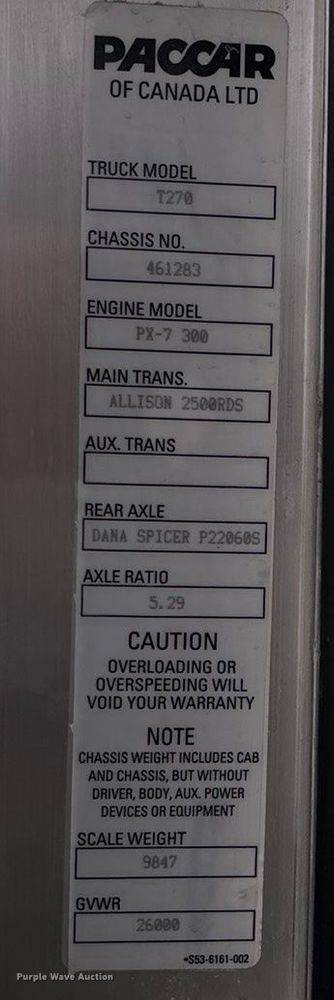 PACCAR
OF CANADA LTD
TRUCK MODEL
T270
CHASSIS NO.
461283
ENGINE MODEL
PX-7 300
MAIN TRANS.
ALLISON 2500RDS
AUX. TRANS
REAR AXLE
DANA SPICER P22060S
AXLE RATIO
5.29
CAUTION
OVERLOADING OR
OVERSPEEDING WILL
VOID YOUR WARRANTY
NOTE
CHASSIS WEIGHT INCLUDES CAB
AND CHASSIS, BUT WITHOUT
DRIVER, BODY, AUX. POWER
DEVICES OR EQUIPMENT
SCALE WEIGHT
9847
GVWR
26000
•S53-6161-002
Purple Wave Auction